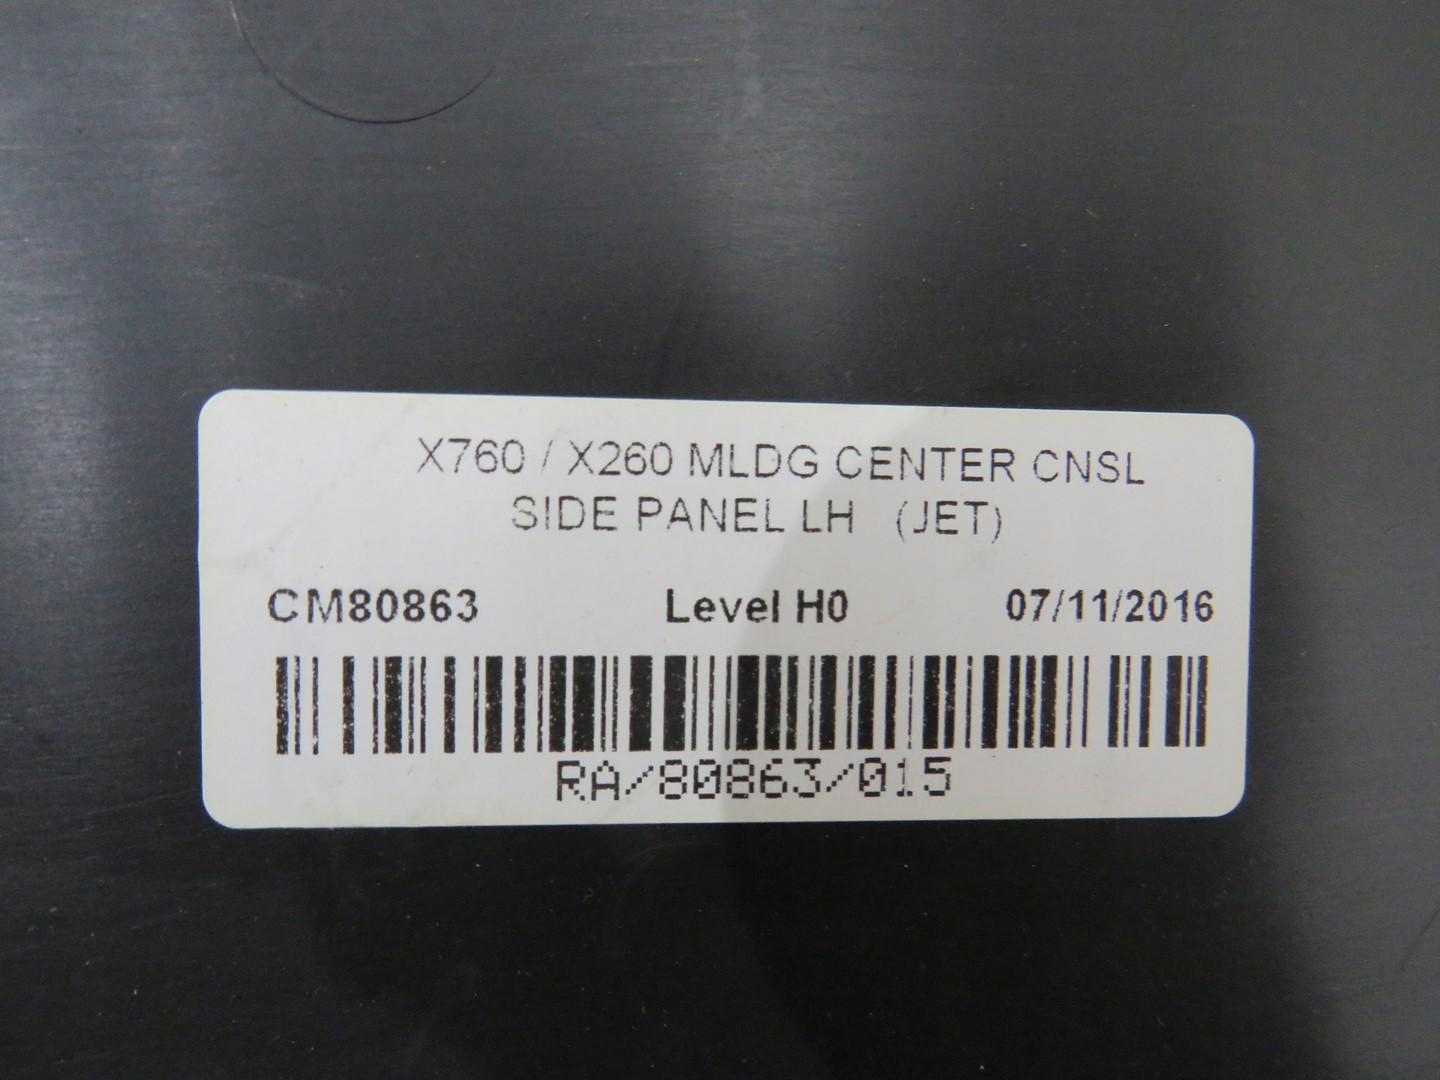 X760 / X260 MLDG CENTER CNSL
SIDE PANEL LH (JET)
CM80863 Level H0 07/11/2016
RA/80863/015